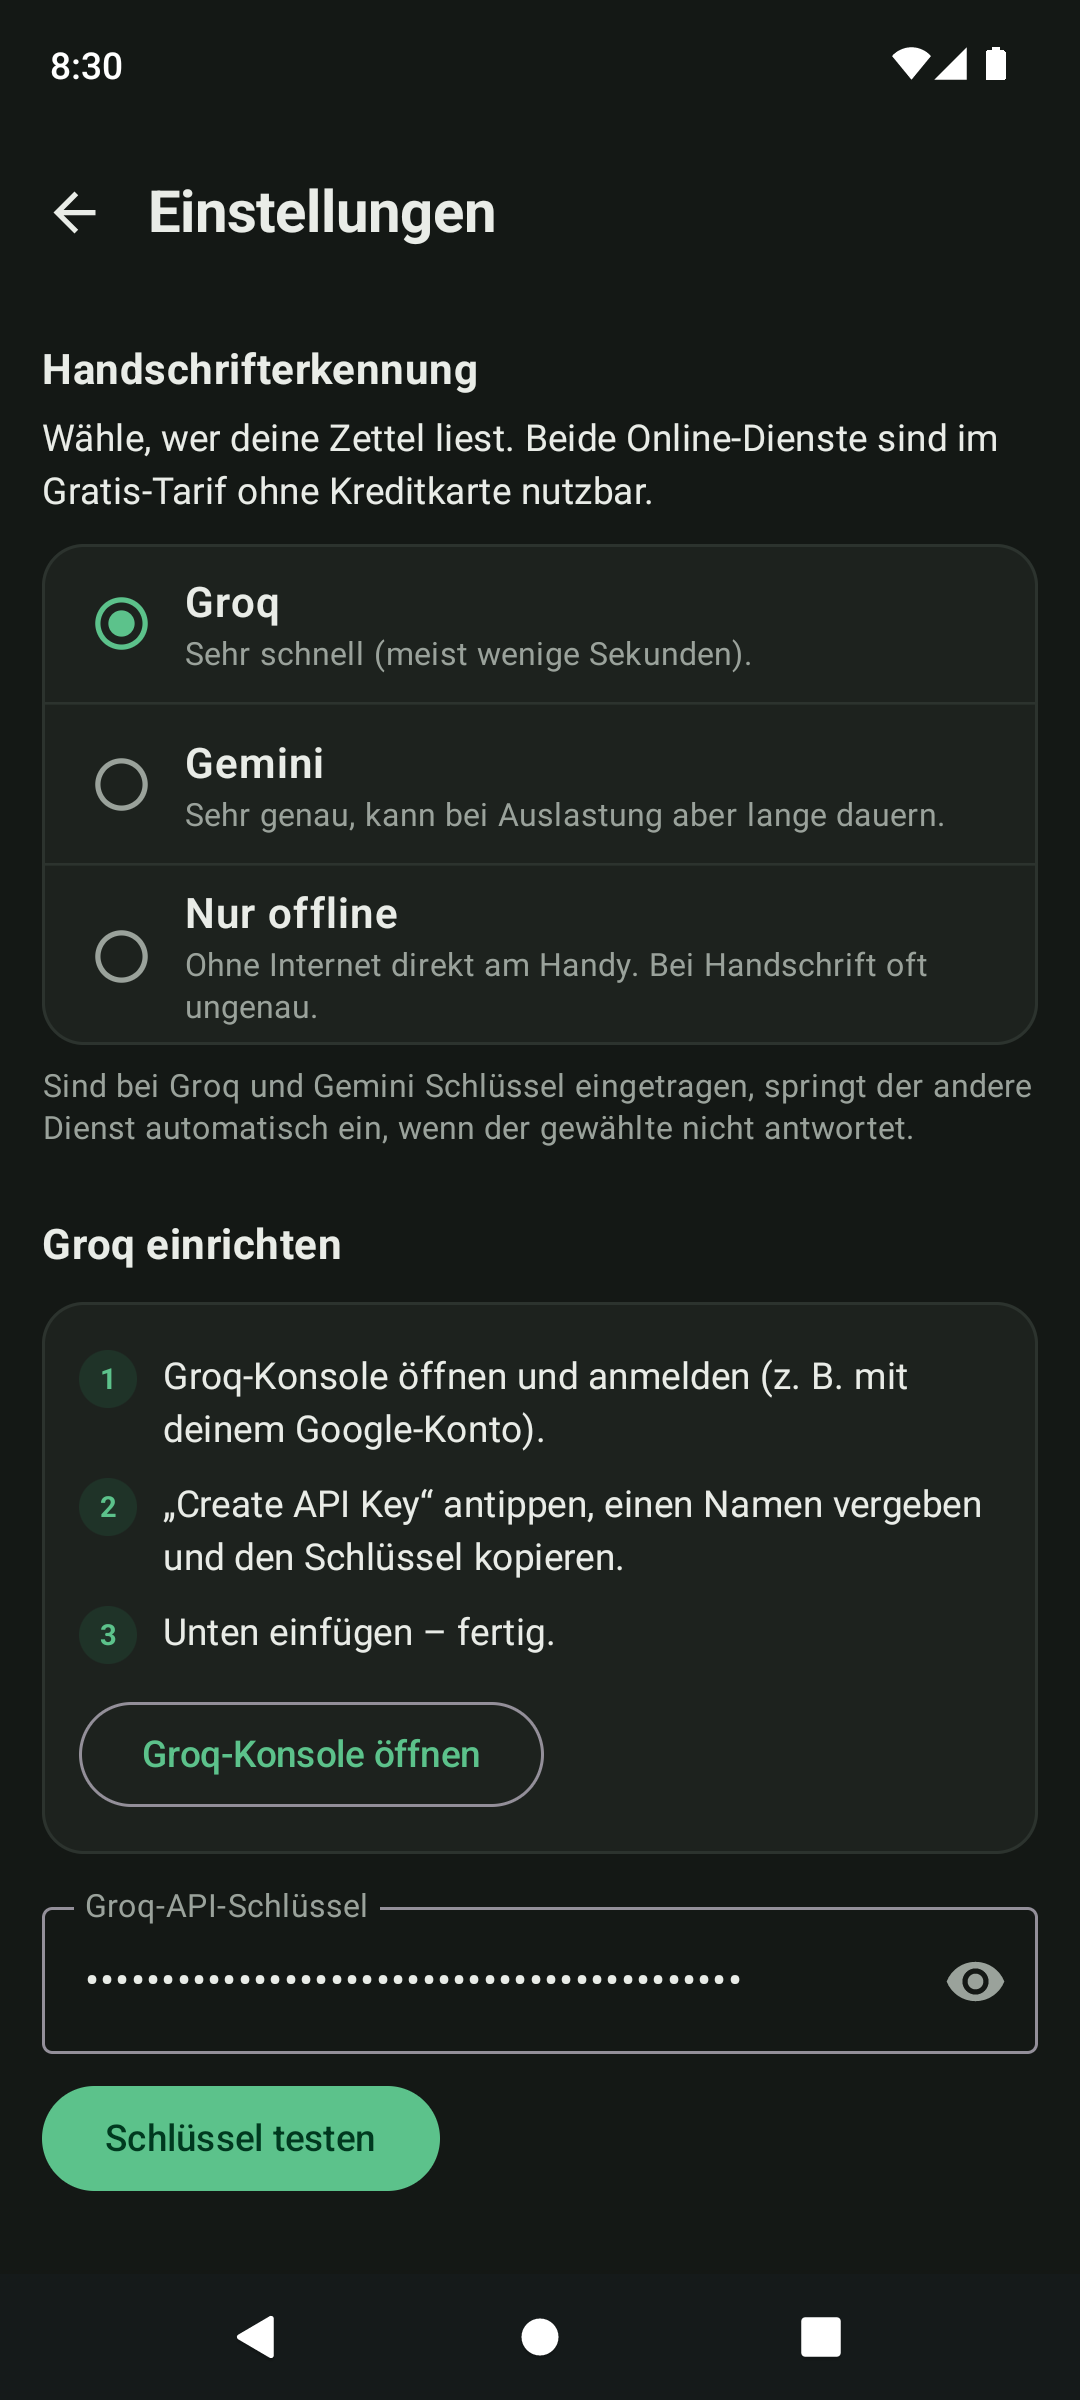 8:30
Einstellungen
Handschrifterkennung
Wähle, wer deine Zettel liest. Beide Online-Dienste sind im
Gratis-Tarif ohne Kreditkarte nutzbar.
Groq
Sehr schnell (meist wenige Sekunden).
Gemini
Sehr genau, kann bei Auslastung aber lange dauern.
Nur offline
Ohne Internet direkt am Handy. Bei Handschrift oft
ungenau.
Sind bei Groq und Gemini Schlüssel eingetragen, springt der andere
Dienst automatisch ein, wenn der gewählte nicht antwortet.
Groq einrichten
1 Groq-Konsole öffnen und anmelden (z. B. mit
deinem Google-Konto).
2 „Create API Key“ antippen, einen Namen vergeben
und den Schlüssel kopieren.
3 Unten einfügen – fertig.
Groq-Konsole öffnen
Groq-API-Schlüssel
•••••••••••••••••••••••••••••••••••••••••••
Schlüssel testen